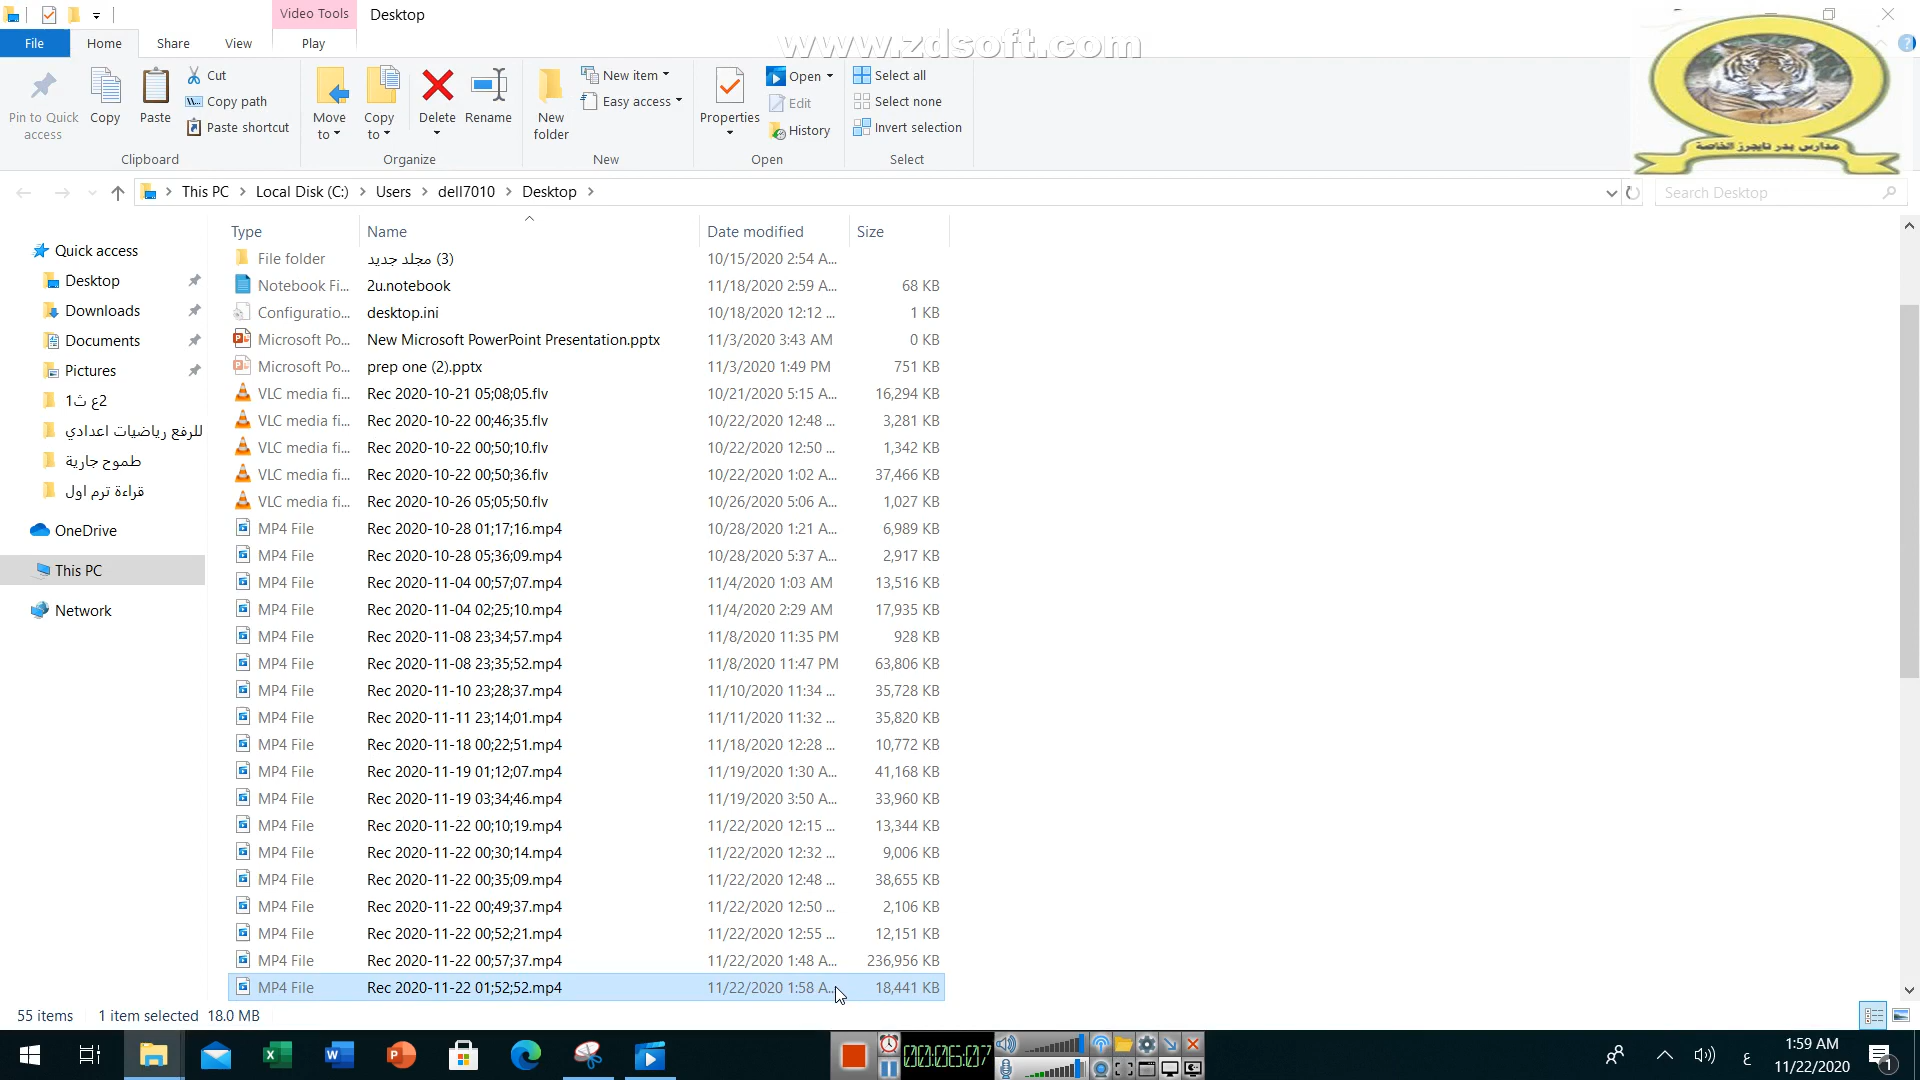 Video Tools
Desktop
File
Home
Share
View
Play
www.zdsoft.com
Pin to Quick access
Copy
Paste
Cut
Copy path
Paste shortcut
Move to
Copy to
Delete
Rename
New folder
New item
Easy access
Properties
Open
Edit
History
Select all
Select none
Invert selection
Clipboard
Organize
New
Open
Select
مدارس بدر تايجرز الخاصة
This PC
Local Disk (C:)
Users
dell7010
Desktop
Search Desktop
Quick access
Desktop
Downloads
Documents
Pictures
2ع ث1
للرفع رياضيات اعدادي
طموح جارية
قراءة ترم اول
OneDrive
This PC
Network
Type Name Date modified Size
File folder مجلد جديد (3) 10/15/2020 2:54 A...
Notebook Fi... 2u.notebook 11/18/2020 2:59 A... 68 KB
Configuratio... desktop.ini 10/18/2020 12:12 ... 1 KB
Microsoft Po... New Microsoft PowerPoint Presentation.pptx 11/3/2020 3:43 AM 0 KB
Microsoft Po... prep one (2).pptx 11/3/2020 1:49 PM 751 KB
VLC media fi... Rec 2020-10-21 05;08;05.flv 10/21/2020 5:15 A... 16,294 KB
VLC media fi... Rec 2020-10-22 00;46;35.flv 10/22/2020 12:48 ... 3,281 KB
VLC media fi... Rec 2020-10-22 00;50;10.flv 10/22/2020 12:50 ... 1,342 KB
VLC media fi... Rec 2020-10-22 00;50;36.flv 10/22/2020 1:02 A... 37,466 KB
VLC media fi... Rec 2020-10-26 05;05;50.flv 10/26/2020 5:06 A... 1,027 KB
MP4 File Rec 2020-10-28 01;17;16.mp4 10/28/2020 1:21 A... 6,989 KB
MP4 File Rec 2020-10-28 05;36;09.mp4 10/28/2020 5:37 A... 2,917 KB
MP4 File Rec 2020-11-04 00;57;07.mp4 11/4/2020 1:03 AM 13,516 KB
MP4 File Rec 2020-11-04 02;25;10.mp4 11/4/2020 2:29 AM 17,935 KB
MP4 File Rec 2020-11-08 23;34;57.mp4 11/8/2020 11:35 PM 928 KB
MP4 File Rec 2020-11-08 23;35;52.mp4 11/8/2020 11:47 PM 63,806 KB
MP4 File Rec 2020-11-10 23;28;37.mp4 11/10/2020 11:34 ... 35,728 KB
MP4 File Rec 2020-11-11 23;14;01.mp4 11/11/2020 11:32 ... 35,820 KB
MP4 File Rec 2020-11-18 00;22;51.mp4 11/18/2020 12:28 ... 10,772 KB
MP4 File Rec 2020-11-19 01;12;07.mp4 11/19/2020 1:30 A... 41,168 KB
MP4 File Rec 2020-11-19 03;34;46.mp4 11/19/2020 3:50 A... 33,960 KB
MP4 File Rec 2020-11-22 00;10;19.mp4 11/22/2020 12:15 ... 13,344 KB
MP4 File Rec 2020-11-22 00;30;14.mp4 11/22/2020 12:32 ... 9,006 KB
MP4 File Rec 2020-11-22 00;35;09.mp4 11/22/2020 12:48 ... 38,655 KB
MP4 File Rec 2020-11-22 00;49;37.mp4 11/22/2020 12:50 ... 2,106 KB
MP4 File Rec 2020-11-22 00;52;21.mp4 11/22/2020 12:55 ... 12,151 KB
MP4 File Rec 2020-11-22 00;57;37.mp4 11/22/2020 1:48 A... 236,956 KB
MP4 File Rec 2020-11-22 01;52;52.mp4 11/22/2020 1:58 A... 18,441 KB
55 items 1 item selected 18.0 MB
00:06:07
ع
1:59 AM
11/22/2020
1